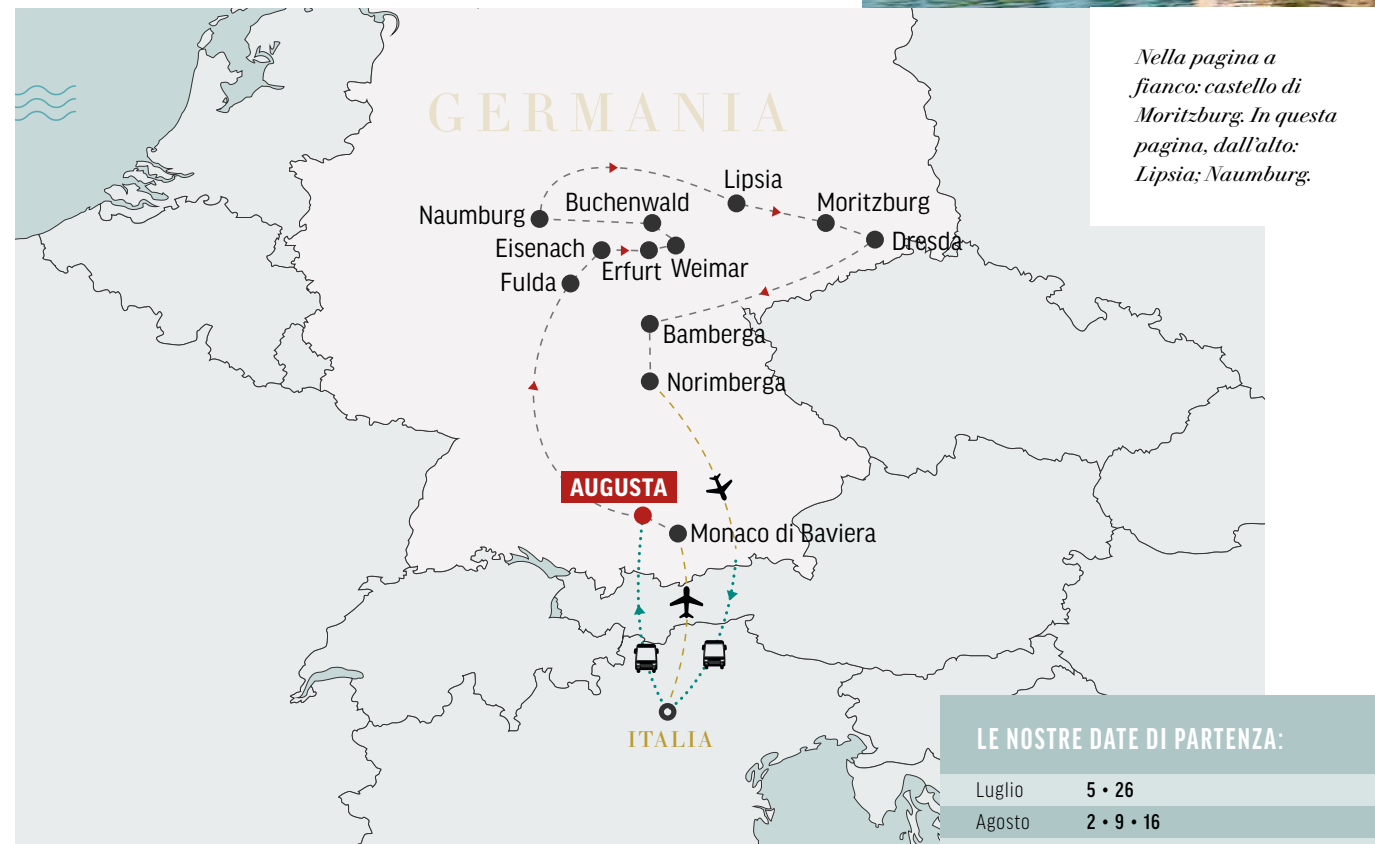 Nella pagina a
fianco: castello di
Moritzburg. In questa
pagina, dall'alto:
Lipsia; Naumburg.
GERMANIA
Lipsia
Naumburg
Buchenwald
Moritzburg
Eisenach
Dresda
Erfurt
Weimar
Fulda
Bamberga
Norimberga
AUGUSTA
Monaco di Baviera
ITALIA
LE NOSTRE DATE DI PARTENZA:
Luglio 5 • 26
Agosto 2 • 9 • 16